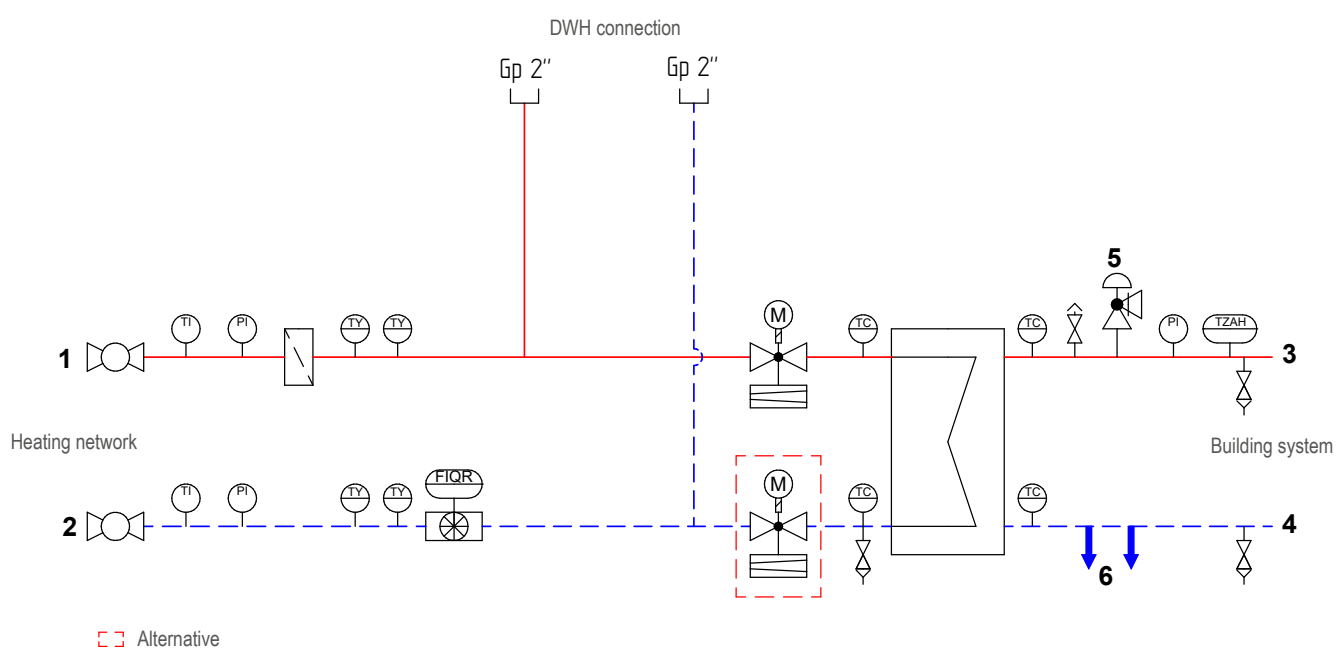 DWH connection
Gp 2''
Gp 2''
5
M
TI
PI
TY
TY
TC
TC
PI
TZAH
1
3
Heating network
Building system
FIQR
M
TI
PI
TY
TY
TC
TC
2
4
6
Alternative